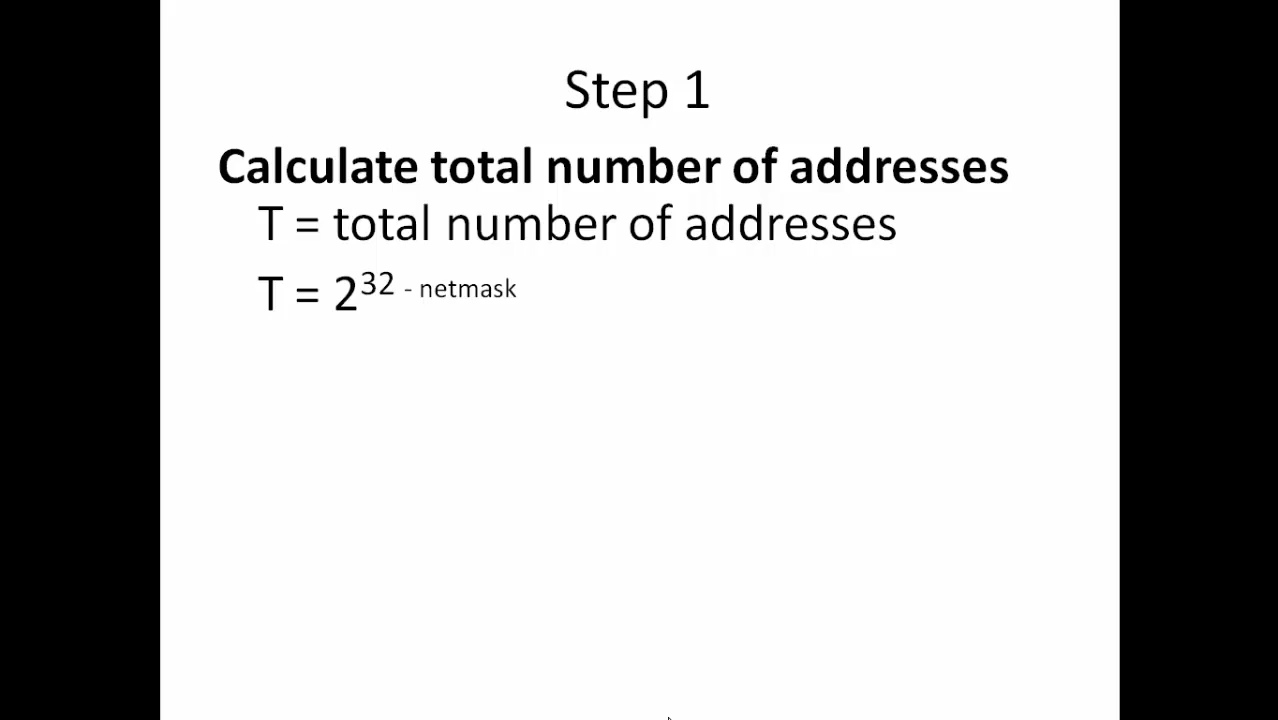 Step 1
Calculate total number of addresses
T = total number of addresses
T = 2³² - netmask